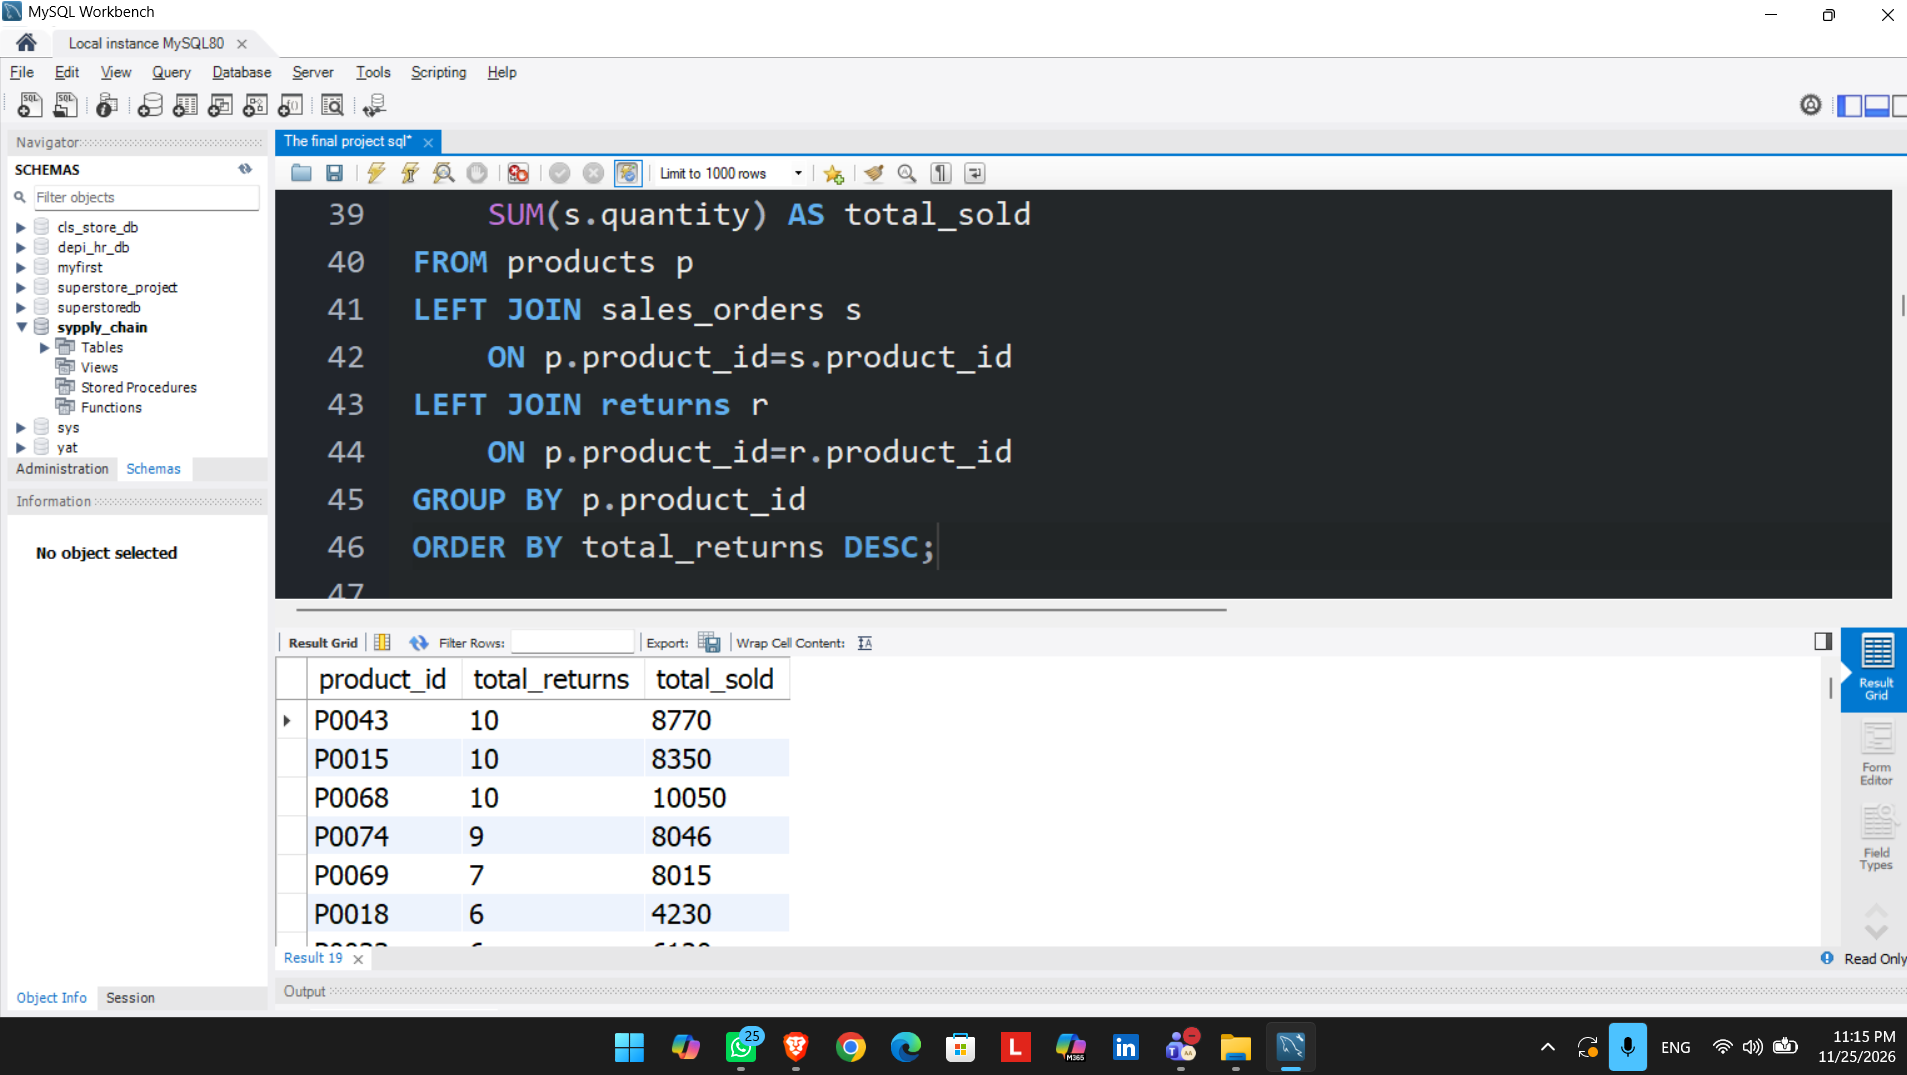 MySQL Workbench
Local instance MySQL80
File Edit View Query Database Server Tools Scripting Help
Navigator
SCHEMAS
Filter objects
cls_store_db
depi_hr_db
myfirst
superstore_project
superstoredb
sypply_chain
Tables
Views
Stored Procedures
Functions
sys
yat
Administration Schemas
Information
No object selected
Object Info Session
The final project sql*
Limit to 1000 rows
39 SUM(s.quantity) AS total_sold
40 FROM products p
41 LEFT JOIN sales_orders s
42 ON p.product_id=s.product_id
43 LEFT JOIN returns r
44 ON p.product_id=r.product_id
45 GROUP BY p.product_id
46 ORDER BY total_returns DESC;
47
Result Grid Filter Rows: Export: Wrap Cell Content:
product_id total_returns total_sold
P0043 10 8770
P0015 10 8350
P0068 10 10050
P0074 9 8046
P0069 7 8015
P0018 6 4230
Result Grid
Form Editor
Field Types
Result 19
Read Only
Output
25
L
M365
in
ENG
11:15 PM
11/25/2026